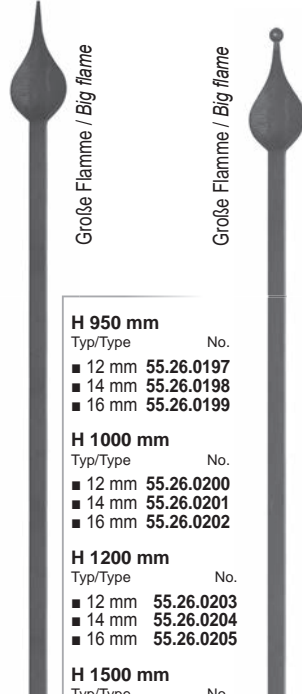 Große Flamme / Big flame
Große Flamme / Big flame
H 950 mm
Typ/Type No.
■ 12 mm 55.26.0197
■ 14 mm 55.26.0198
■ 16 mm 55.26.0199
H 1000 mm
Typ/Type No.
■ 12 mm 55.26.0200
■ 14 mm 55.26.0201
■ 16 mm 55.26.0202
H 1200 mm
Typ/Type No.
■ 12 mm 55.26.0203
■ 14 mm 55.26.0204
■ 16 mm 55.26.0205
H 1500 mm
Typ/Type No.